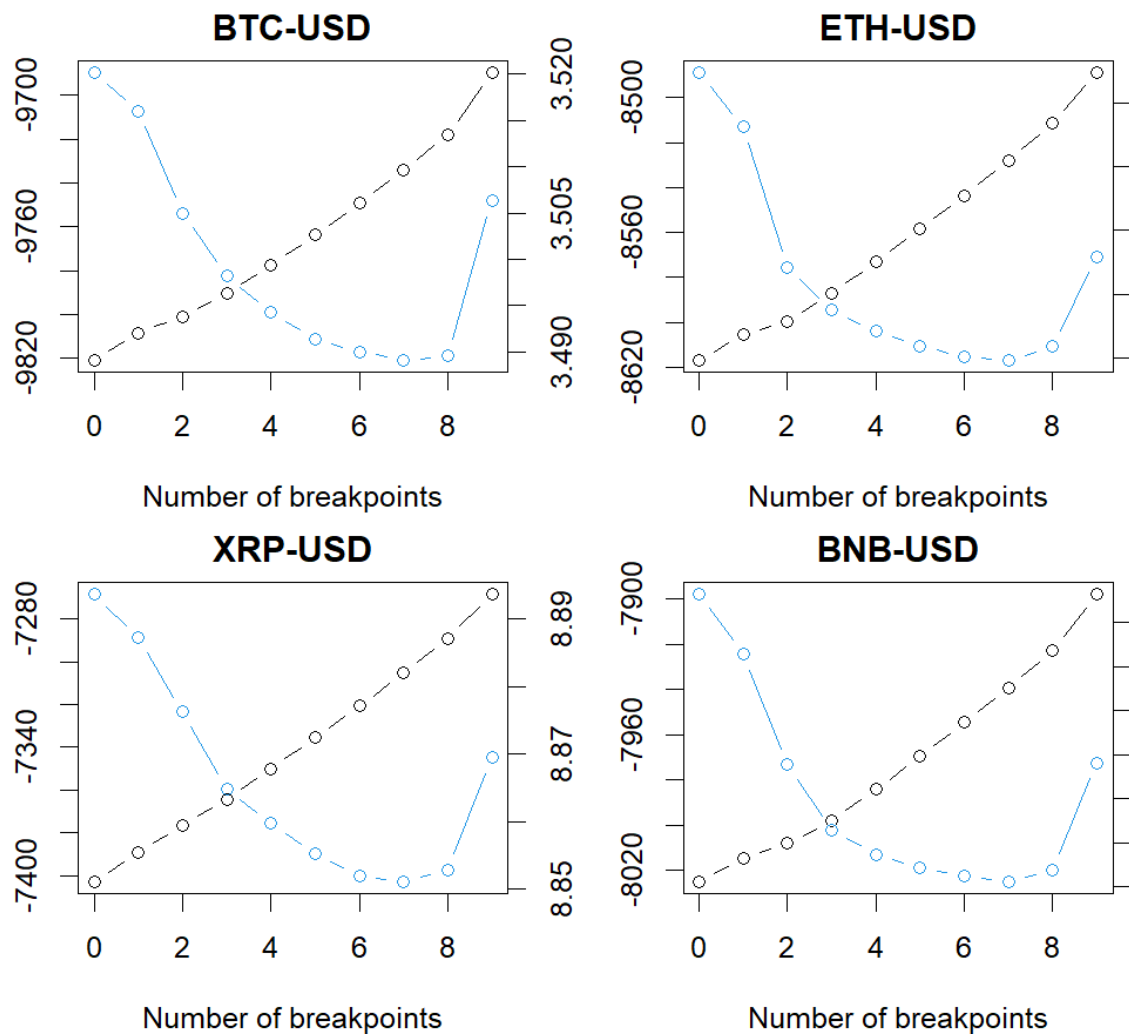 BTC-USD
-9700
-9760
-9820
3.520
3.505
3.490
0 2 4 6 8
Number of breakpoints
ETH-USD
-8500
-8560
-8620
0 2 4 6 8
Number of breakpoints
XRP-USD
-7280
-7340
-7400
8.89
8.87
8.85
0 2 4 6 8
Number of breakpoints
BNB-USD
-7900
-7960
-8020
0 2 4 6 8
Number of breakpoints